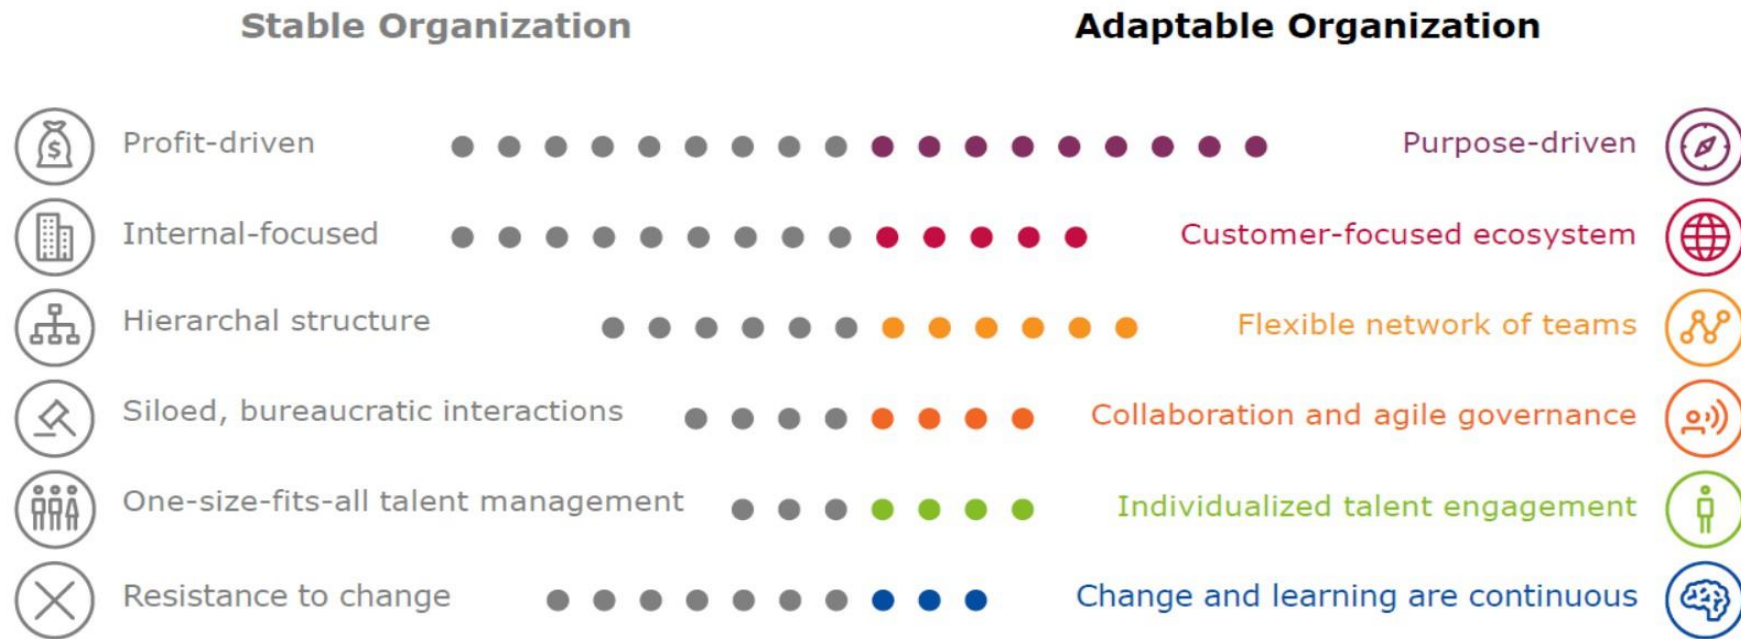 Stable Organization
Adaptable Organization
$ Profit-driven
Purpose-driven
Internal-focused
Customer-focused ecosystem
Hierarchal structure
Flexible network of teams
Siloed, bureaucratic interactions
Collaboration and agile governance
One-size-fits-all talent management
Individualized talent engagement
Resistance to change
Change and learning are continuous